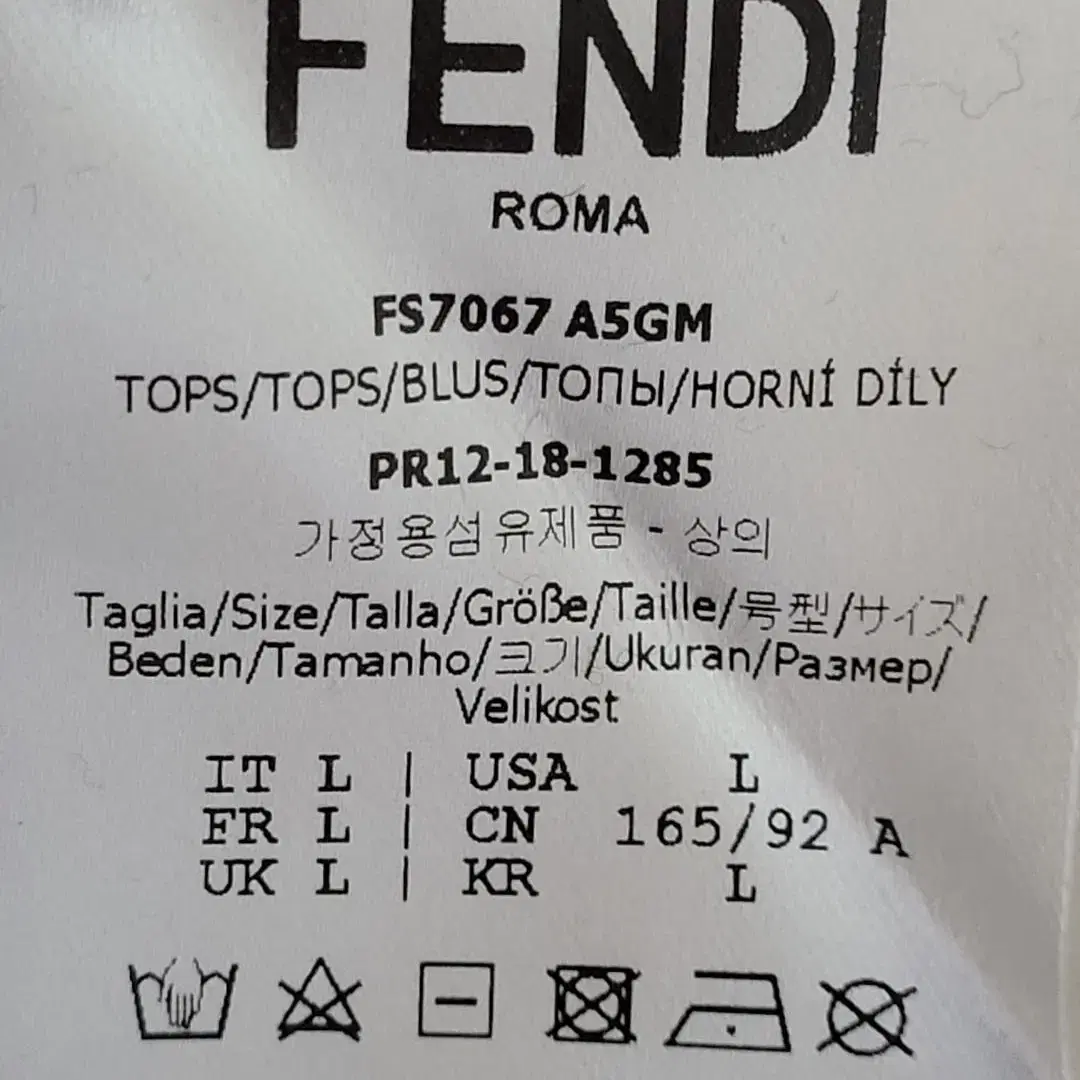 FENDI
ROMA
FS7067 A5GM
TOPS/TOPS/BLUS/ТОПЫ/HORNÍ DÍLY
PR12-18-1285
가정용섬유제품 - 상의
Taglia/Size/Talla/Größe/Taille/号型/サイズ/
Beden/Tamanho/크기/Ukuran/Размер/
Velikost
IT L | USA L
FR L | CN 165/92 A
UK L | KR L